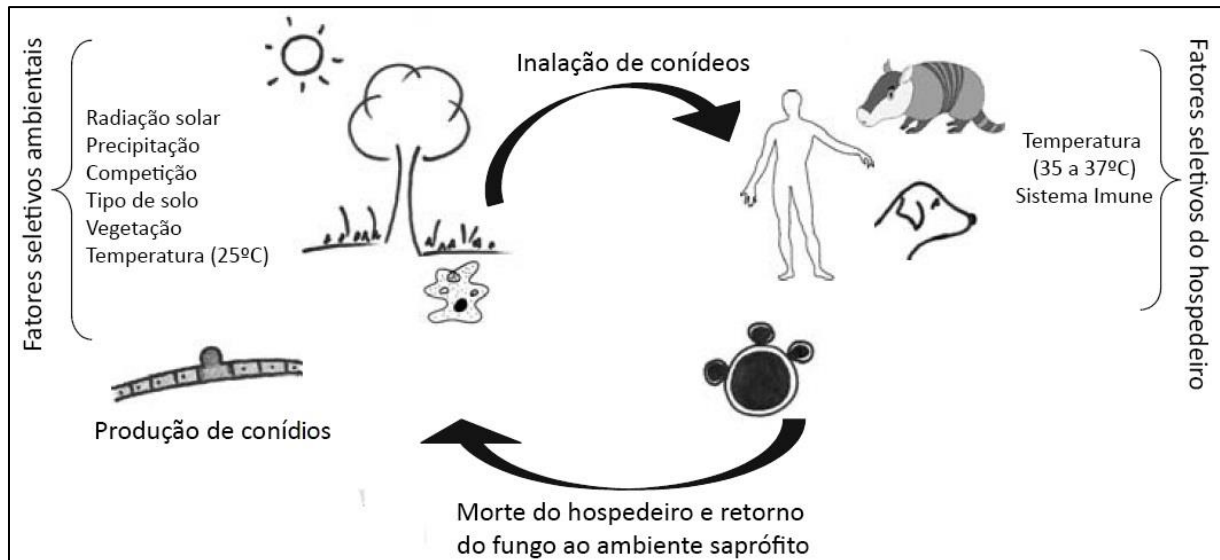 Fatores seletivos ambientais
Radiação solar
Precipitação
Competição
Tipo de solo
Vegetação
Temperatura (25ºC)
Inalação de conídeos
Temperatura
(35 a 37ºC)
Sistema Imune
Fatores seletivos do hospedeiro
Produção de conídios
Morte do hospedeiro e retorno
do fungo ao ambiente saprófito